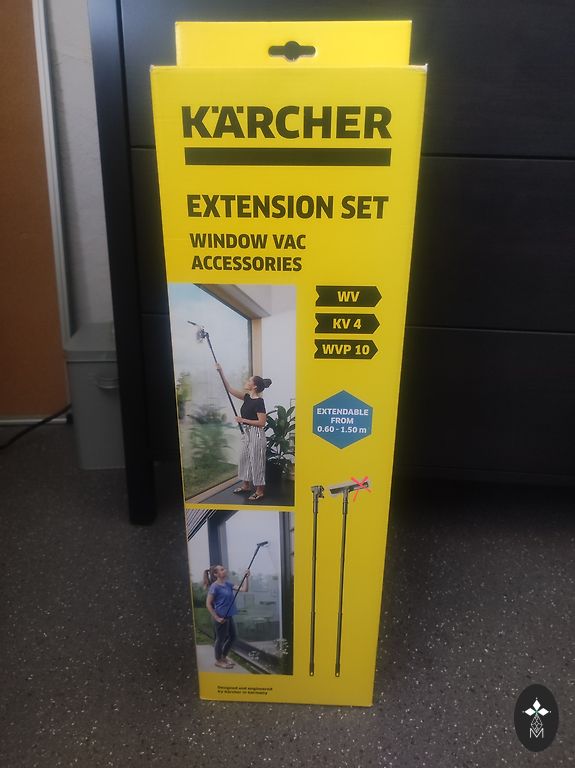 KÄRCHER
EXTENSION SET
WINDOW VAC
ACCESSORIES
WV
KV 4
WVP 10
EXTENDABLE
FROM
0.60 - 1.50 m
Designed and engineered
by Kärcher in Germany
M